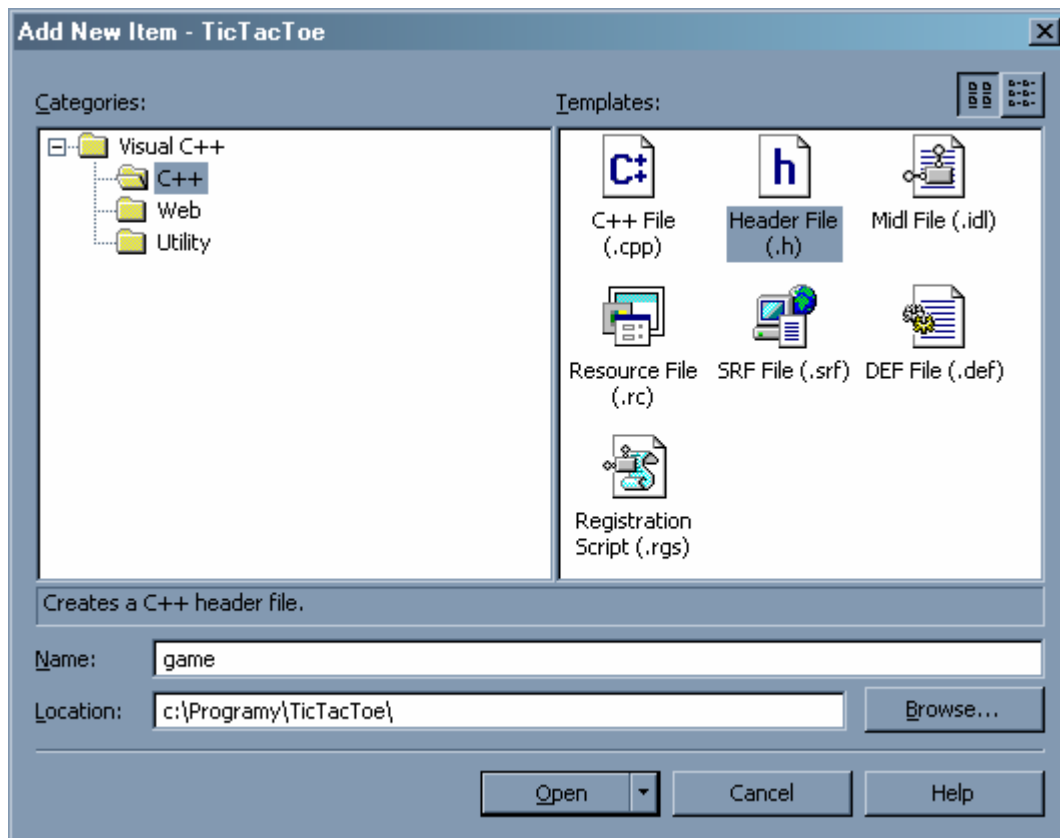 Add New Item - TicTacToe
Categories:
Templates:
Visual C++
C++
Web
Utility
C++ File
(.cpp)
Header File
(.h)
Midl File (.idl)
Resource File
(.rc)
SRF File (.srf)
DEF File (.def)
Registration
Script (.rgs)
Creates a C++ header file.
Name:
game
Location:
c:\Programy\TicTacToe\
Browse...
Open
Cancel
Help